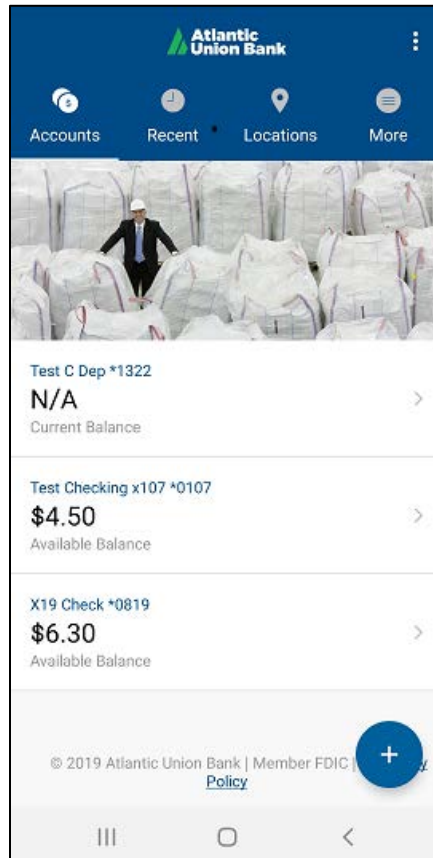 Atlantic
Union Bank
Accounts Recent Locations More
Test C Dep *1322
N/A
Current Balance
Test Checking x107 *0107
$4.50
Available Balance
X19 Check *0819
$6.30
Available Balance
© 2019 Atlantic Union Bank | Member FDIC |
Policy